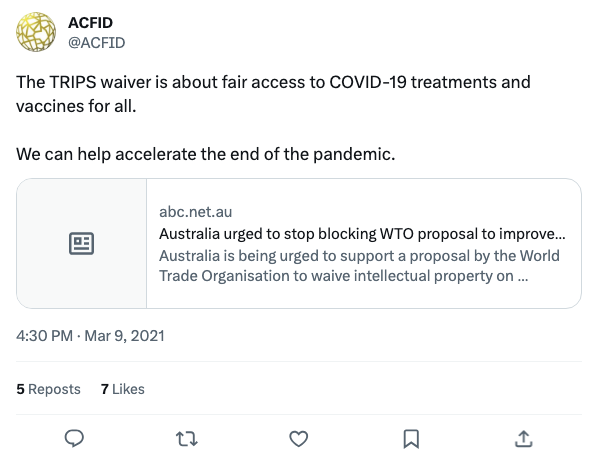 ACFID
@ACFID
The TRIPS waiver is about fair access to COVID-19 treatments and
vaccines for all.
We can help accelerate the end of the pandemic.
abc.net.au
Australia urged to stop blocking WTO proposal to improve...
Australia is being urged to support a proposal by the World
Trade Organisation to waive intellectual property on ...
4:30 PM · Mar 9, 2021
5 Reposts 7 Likes